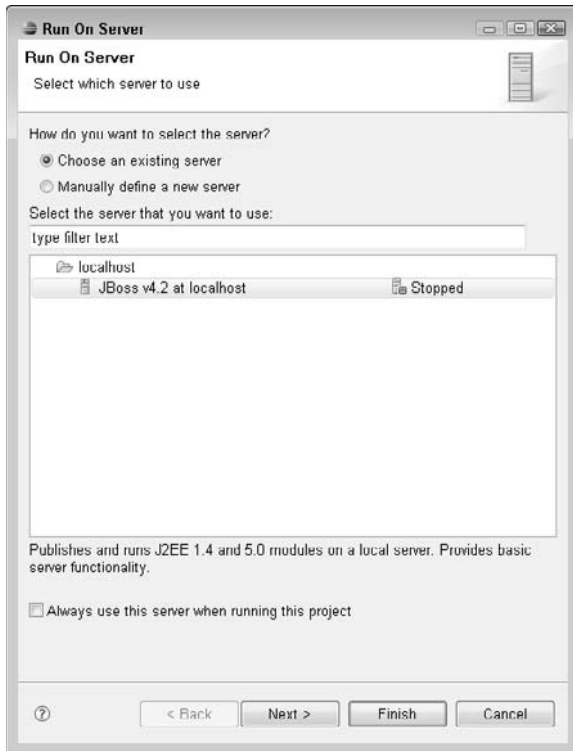 Run On Server
Run On Server
Select which server to use
How do you want to select the server?
Choose an existing server
Manually define a new server
Select the server that you want to use:
type filter text
localhost
JBoss v4.2 at localhost Stopped
Publishes and runs J2EE 1.4 and 5.0 modules on a local server. Provides basic
server functionality.
Always use this server when running this project
? < Back Next > Finish Cancel